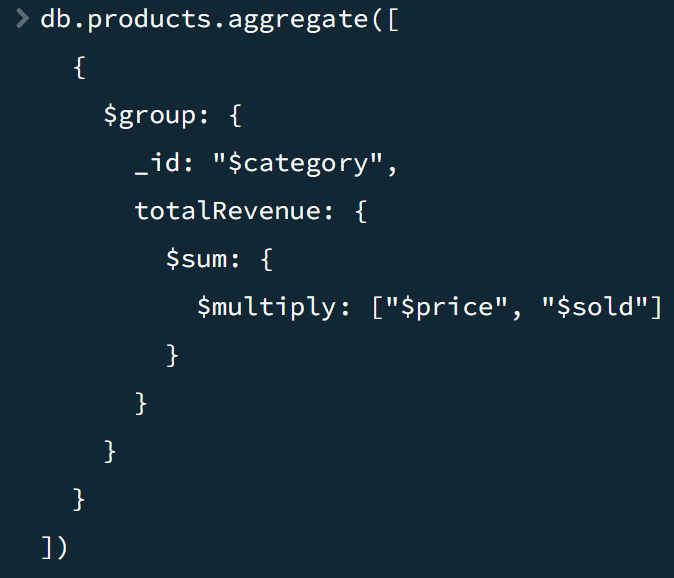 > db.products.aggregate([
{
$group: {
_id: "$category",
totalRevenue: {
$sum: {
$multiply: ["$price", "$sold"]
}
}
}
}
])